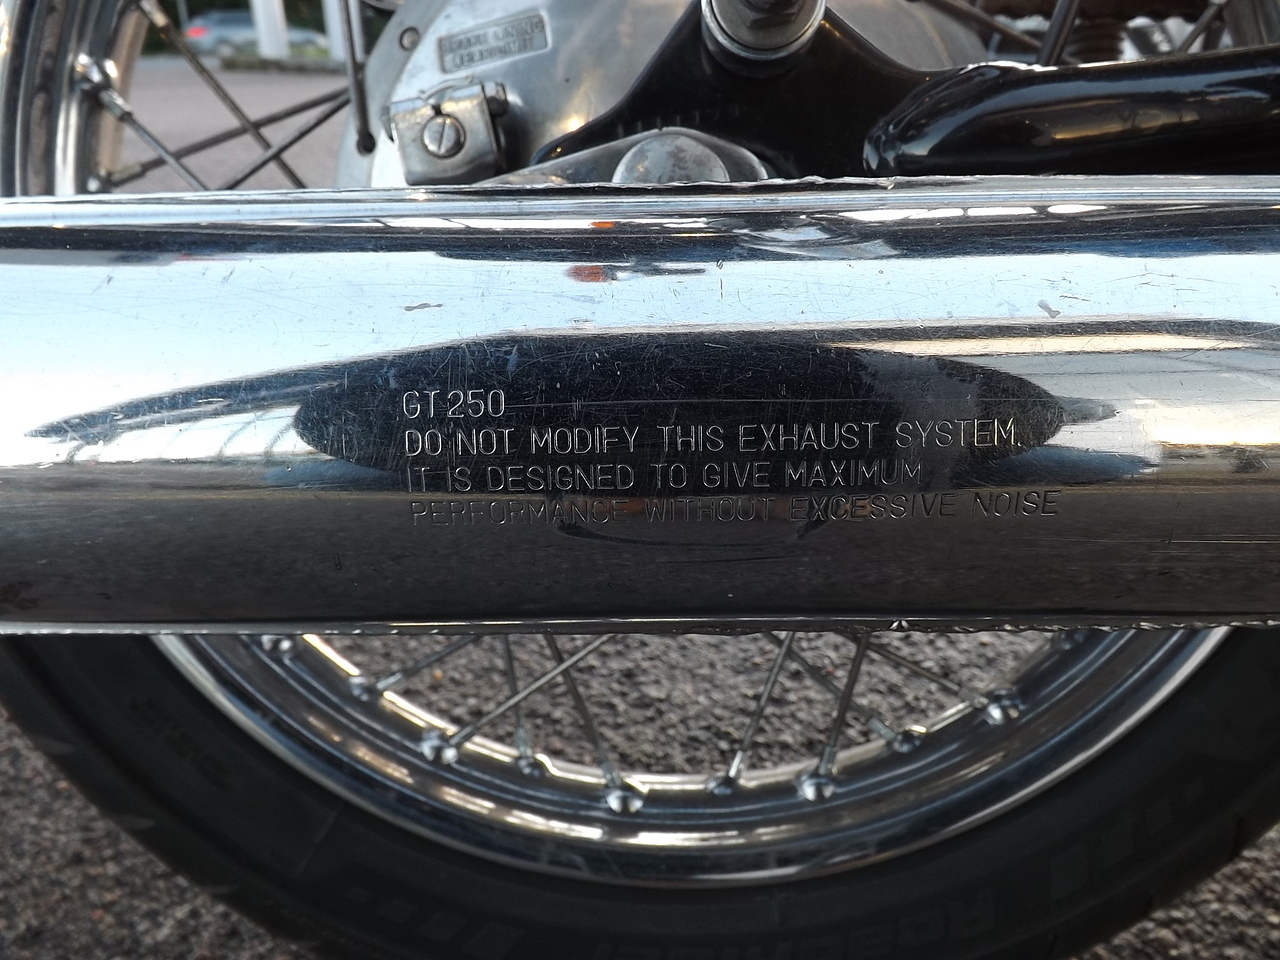 GT250
DO NOT MODIFY THIS EXHAUST SYSTEM.
IT IS DESIGNED TO GIVE MAXIMUM
PERFORMANCE WITHOUT EXCESSIVE NOISE